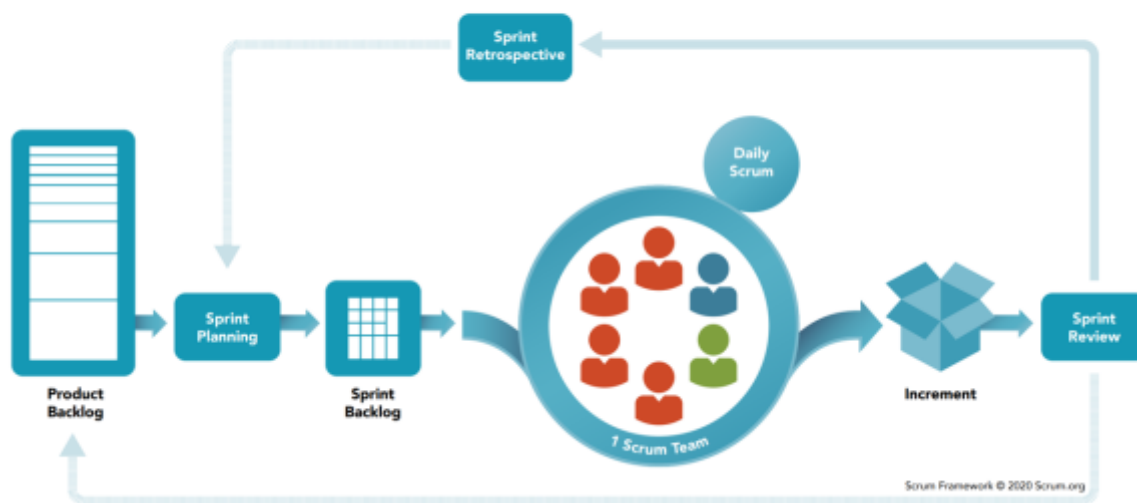 Sprint
Retrospective
Daily
Scrum
Sprint
Planning
Sprint
Review
Product
Backlog
Sprint
Backlog
Increment
1 Scrum Team
Scrum Framework © 2020 Scrum.org